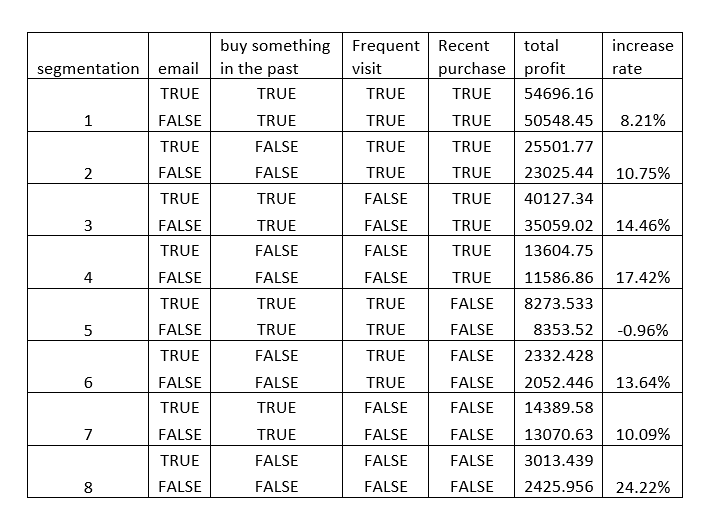 segmentation email buy something in the past Frequent visit Recent purchase total profit increase rate
TRUE TRUE TRUE TRUE 54696.16
1 FALSE TRUE TRUE TRUE 50548.45 8.21%
TRUE FALSE TRUE TRUE 25501.77
2 FALSE FALSE TRUE TRUE 23025.44 10.75%
TRUE TRUE FALSE TRUE 40127.34
3 FALSE TRUE FALSE TRUE 35059.02 14.46%
TRUE FALSE FALSE TRUE 13604.75
4 FALSE FALSE FALSE TRUE 11586.86 17.42%
TRUE TRUE TRUE FALSE 8273.533
5 FALSE TRUE TRUE FALSE 8353.52 -0.96%
TRUE FALSE TRUE FALSE 2332.428
6 FALSE FALSE TRUE FALSE 2052.446 13.64%
TRUE TRUE FALSE FALSE 14389.58
7 FALSE TRUE FALSE FALSE 13070.63 10.09%
TRUE FALSE FALSE FALSE 3013.439
8 FALSE FALSE FALSE FALSE 2425.956 24.22%